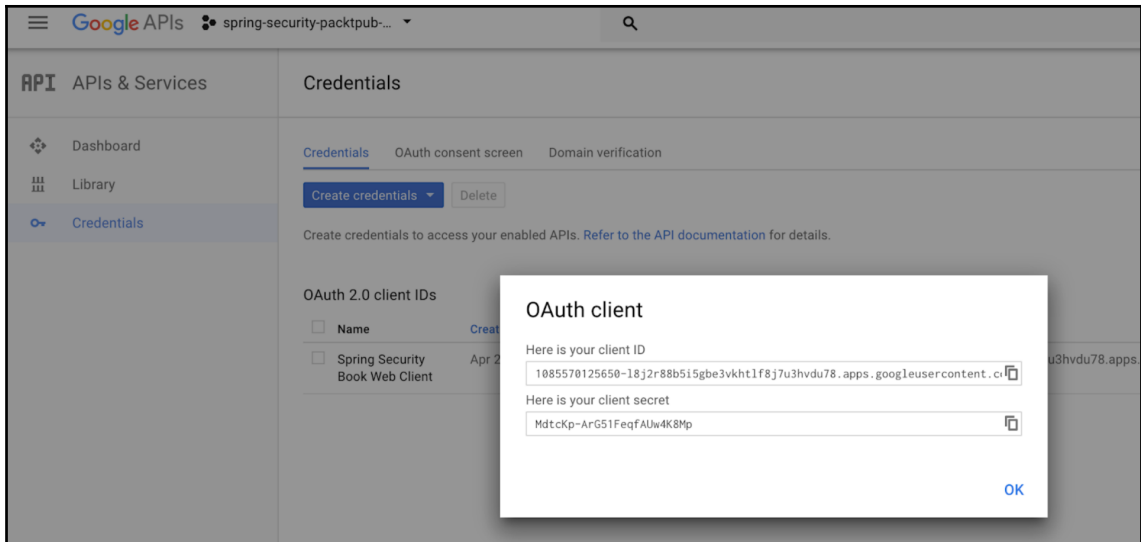 Google APIs spring-security-packtpub-... 
API APIs & Services
Credentials
Dashboard
Library
Credentials
Credentials OAuth consent screen Domain verification
Create credentials Delete
Create credentials to access your enabled APIs. Refer to the API documentation for details.
OAuth 2.0 client IDs
Name Creat
Spring Security Apr 2 u3hvdu78.apps.
Book Web Client
OAuth client
Here is your client ID
1085570125650-l8j2r88b5i5gbe3vkhtlf8j7u3hvdu78.apps.googleusercontent.c
Here is your client secret
MdtcKp-ArG51FeqfAUw4K8Mp
OK